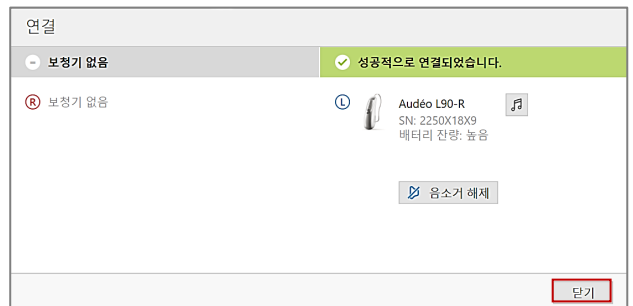 연결
보청기 없음
성공적으로 연결되었습니다.
R 보청기 없음
L Audéo L90-R
SN: 2250X18X9
배터리 잔량: 높음
음소거 해제
닫기